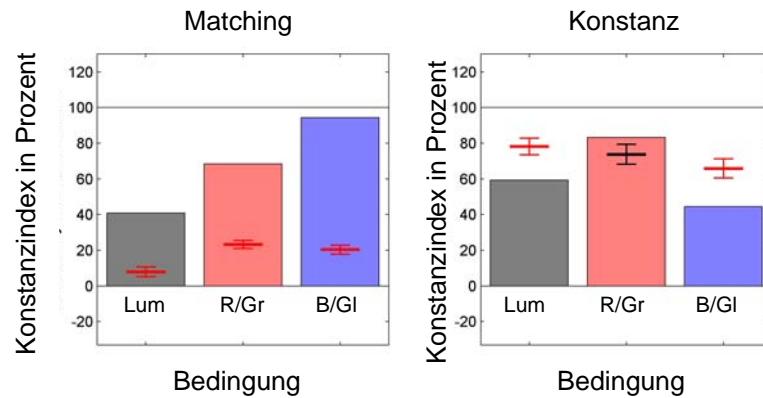 Matching
Konstanzindex in Prozent
120
100
80
60
40
20
0
-20
Lum R/Gr B/Gl
Bedingung
Konstanz
Konstanzindex in Prozent
120
100
80
60
40
20
0
-20
Lum R/Gr B/Gl
Bedingung